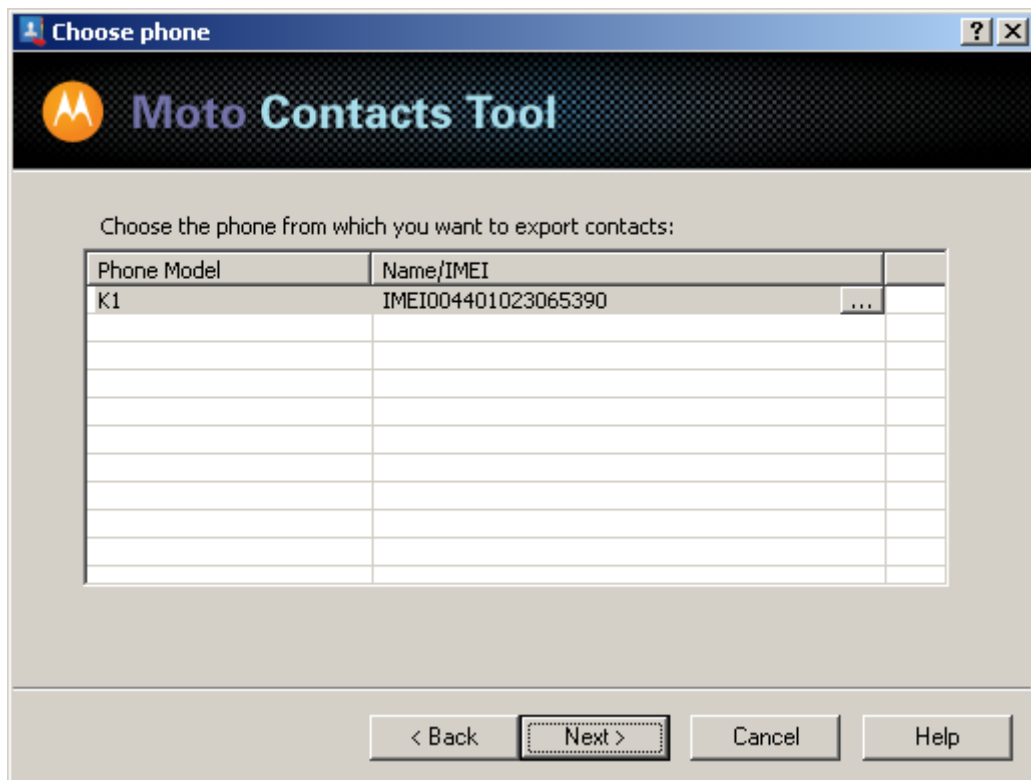 Choose phone
Moto Contacts Tool
Choose the phone from which you want to export contacts:
Phone Model Name/IMEI
K1 IMEI004401023065390 ...
< Back Next > Cancel Help